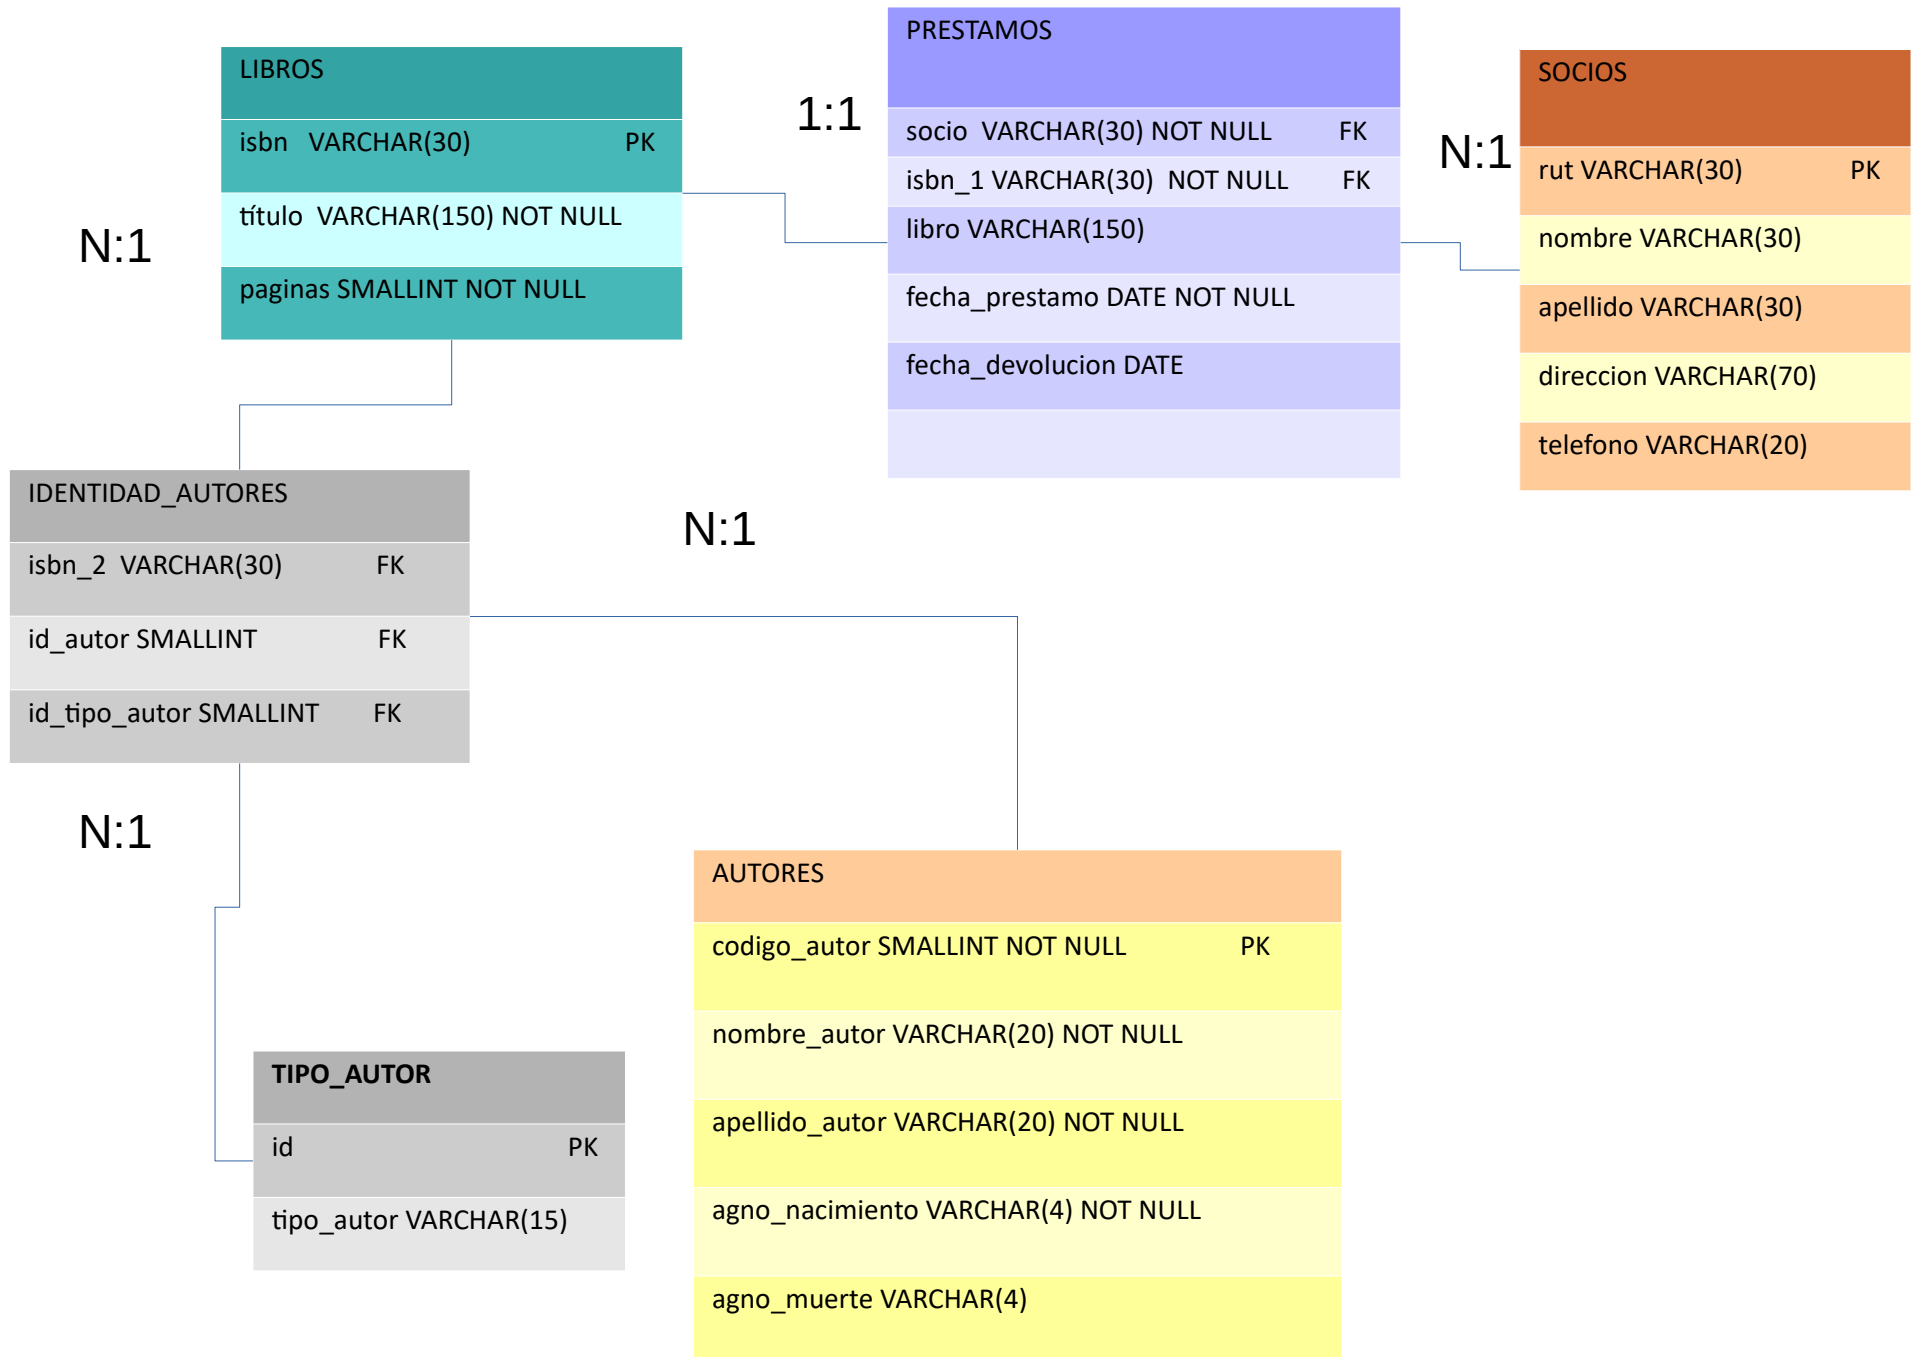 LIBROS
isbn VARCHAR(30) PK
título VARCHAR(150) NOT NULL
paginas SMALLINT NOT NULL
N:1
1:1
PRESTAMOS
socio VARCHAR(30) NOT NULL FK
isbn_1 VARCHAR(30) NOT NULL FK
libro VARCHAR(150)
fecha_prestamo DATE NOT NULL
fecha_devolucion DATE
N:1
SOCIOS
rut VARCHAR(30) PK
nombre VARCHAR(30)
apellido VARCHAR(30)
direccion VARCHAR(70)
telefono VARCHAR(20)
IDENTIDAD_AUTORES
isbn_2 VARCHAR(30) FK
id_autor SMALLINT FK
id_tipo_autor SMALLINT FK
N:1
N:1
TIPO_AUTOR
id PK
tipo_autor VARCHAR(15)
AUTORES
codigo_autor SMALLINT NOT NULL PK
nombre_autor VARCHAR(20) NOT NULL
apellido_autor VARCHAR(20) NOT NULL
agno_nacimiento VARCHAR(4) NOT NULL
agno_muerte VARCHAR(4)